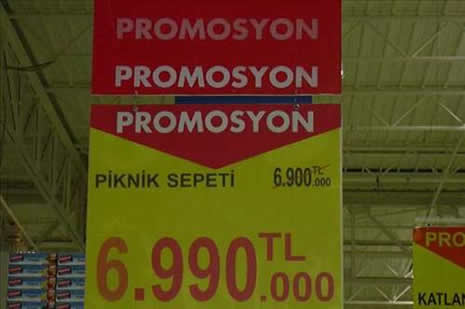 PROMOSYON
PROMOSYON
PROMOSYON
PİKNİK SEPETİ 6.900TL.000
6.990TL.000
PRO
KATLAN